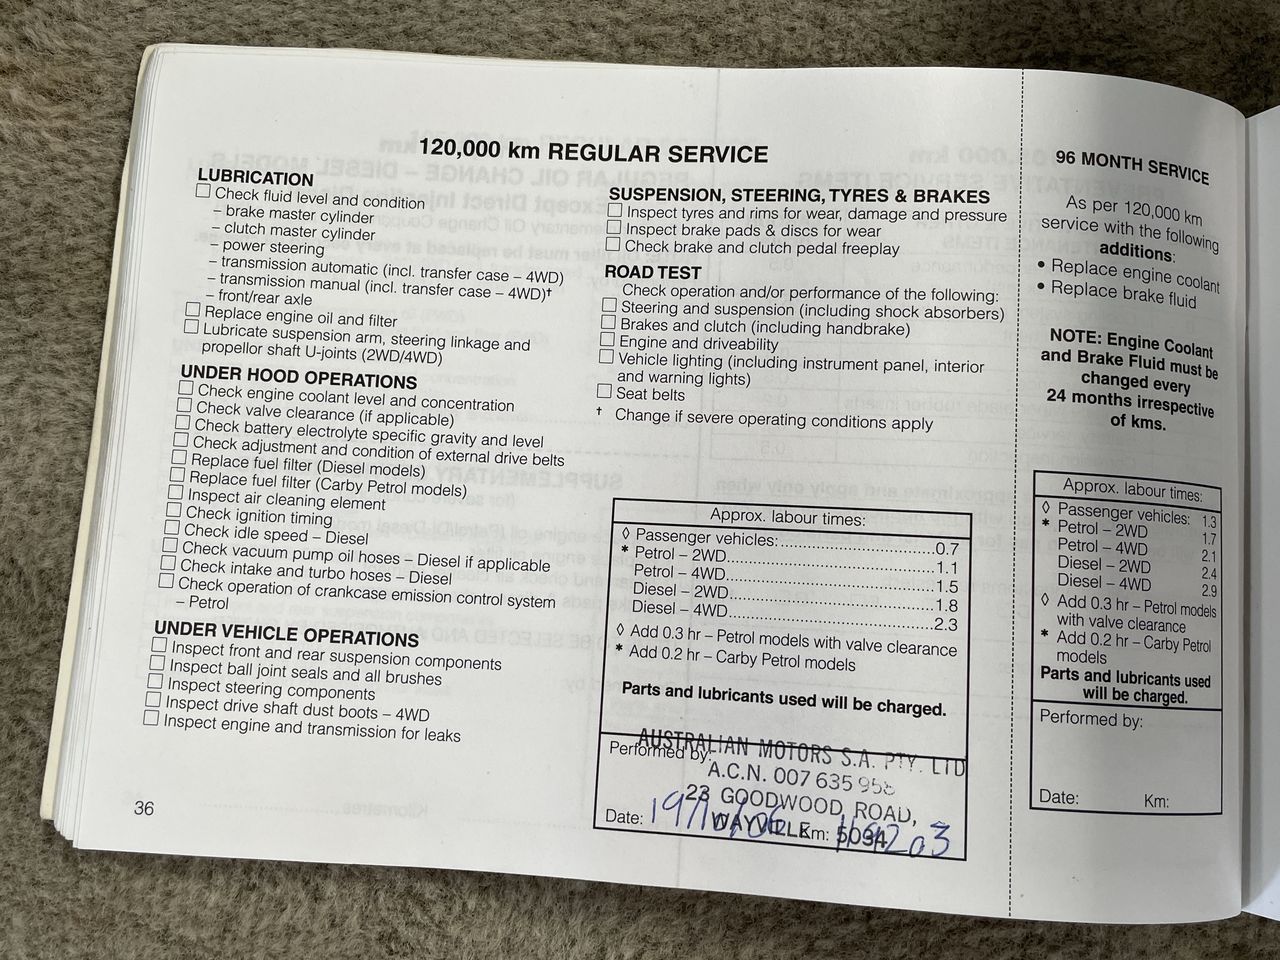 120,000 km REGULAR SERVICE
LUBRICATION
Check fluid level and condition
– brake master cylinder
– clutch master cylinder
– power steering
– transmission automatic (incl. transfer case – 4WD)
– transmission manual (incl. transfer case – 4WD)†
– front/rear axle
Replace engine oil and filter
Lubricate suspension arm, steering linkage and
propellor shaft U-joints (2WD/4WD)
UNDER HOOD OPERATIONS
Check engine coolant level and concentration
Check valve clearance (if applicable)
Check battery electrolyte specific gravity and level
Check adjustment and condition of external drive belts
Replace fuel filter (Diesel models)
Replace fuel filter (Carby Petrol models)
Inspect air cleaning element
Check ignition timing
Check idle speed – Diesel
Check vacuum pump oil hoses – Diesel if applicable
Check intake and turbo hoses – Diesel
Check operation of crankcase emission control system
– Petrol
UNDER VEHICLE OPERATIONS
Inspect front and rear suspension components
Inspect ball joint seals and all brushes
Inspect steering components
Inspect drive shaft dust boots – 4WD
Inspect engine and transmission for leaks
36
SUSPENSION, STEERING, TYRES & BRAKES
Inspect tyres and rims for wear, damage and pressure
Inspect brake pads & discs for wear
Check brake and clutch pedal freeplay
ROAD TEST
Check operation and/or performance of the following:
Steering and suspension (including shock absorbers)
Brakes and clutch (including handbrake)
Engine and driveability
Vehicle lighting (including instrument panel, interior
and warning lights)
Seat belts
† Change if severe operating conditions apply
Approx. labour times:
◊ Passenger vehicles:..............................0.7
* Petrol – 2WD........................................1.1
Petrol – 4WD........................................1.5
Diesel – 2WD........................................1.8
Diesel – 4WD........................................2.3
◊ Add 0.3 hr – Petrol models with valve clearance
* Add 0.2 hr – Carby Petrol models
Parts and lubricants used will be charged.
Performed by:
AUSTRALIAN MOTORS S.A. PTY. LTD
A.C.N. 007 635 958
23 GOODWOOD ROAD,
WAYVILLE 5034
Date: 19/10/06 Km: 119203
96 MONTH SERVICE
As per 120,000 km
service with the following
additions:
• Replace engine coolant
• Replace brake fluid
NOTE: Engine Coolant
and Brake Fluid must be
changed every
24 months irrespective
of kms.
Approx. labour times:
◊ Passenger vehicles: 1.3
* Petrol – 2WD 1.7
Petrol – 4WD 2.1
Diesel – 2WD 2.4
Diesel – 4WD 2.9
◊ Add 0.3 hr – Petrol models
with valve clearance
* Add 0.2 hr – Carby Petrol
models
Parts and lubricants used
will be charged.
Performed by:
Date: Km: